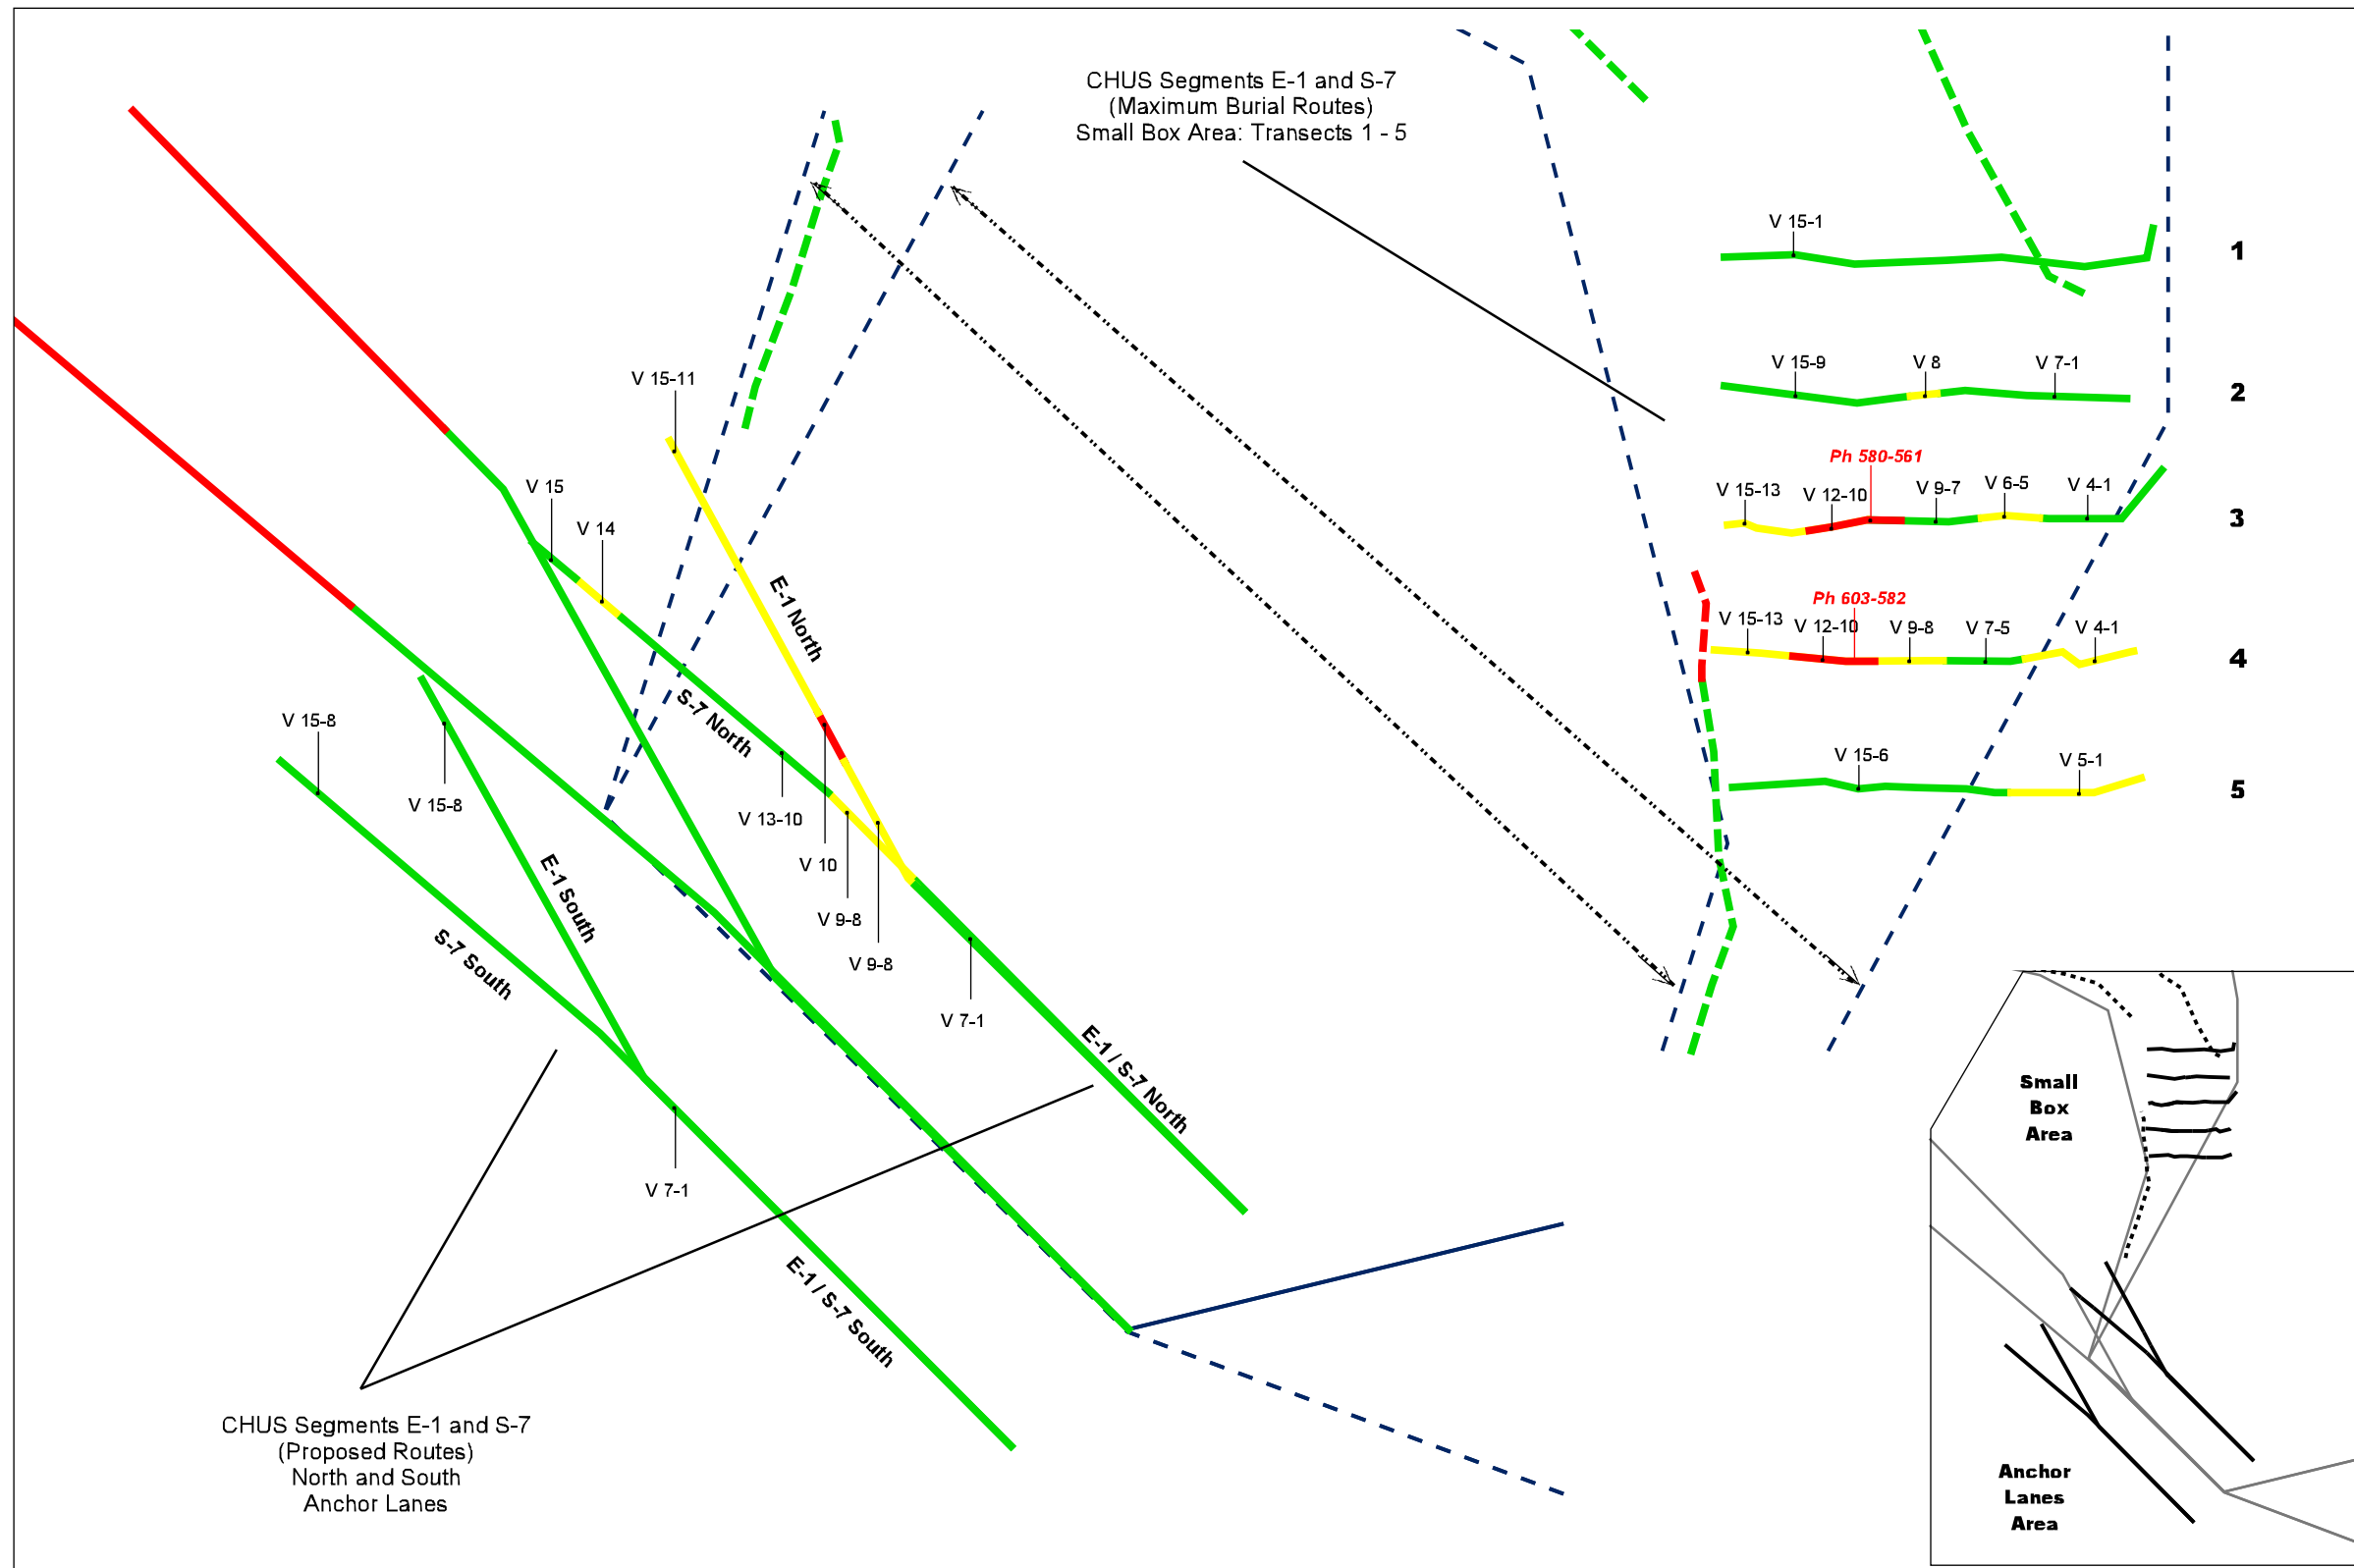 CHUS Segments E-1 and S-7
(Maximum Burial Routes)
Small Box Area: Transects 1 - 5
V 15-1
1
V 15-9
V 8
V 7-1
2
Ph 580-561
V 15-13
V 12-10
V 9-7
V 6-5
V 4-1
3
Ph 603-582
V 15-13
V 12-10
V 9-8
V 7-5
V 4-1
4
V 15-6
V 5-1
5
V 15-11
V 15
V 14
E-1 North
S-7 North
V 15-8
V 15-8
V 13-10
V 10
V 9-8
V 9-8
V 7-1
E-1 South
S-7 South
E-1 / S-7 North
V 7-1
E-1 / S-7 South
CHUS Segments E-1 and S-7
(Proposed Routes)
North and South
Anchor Lanes
Small
Box
Area
Anchor
Lanes
Area